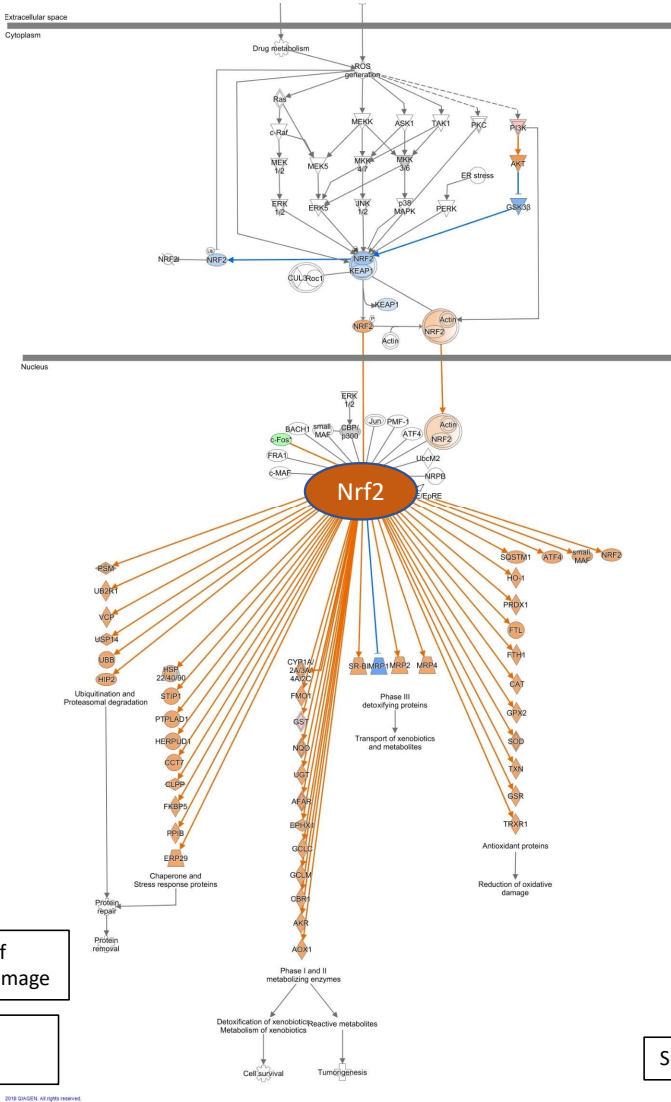 Extracellular space
Cytoplasm
Drug metabolism
ROS
generation
Ras
c-Raf
MEKK
ASK1
TAK1
PKC
PI3K
MEK
1/2
MEK5
MKK
4/7
MKK
3/6
AKT
ER stress
ERK
1/2
ERK5
JNK
1/2
p38
MAPK
PERK
GSK3β
NRF2
Ub
NRF2
NRF2
KEAP1
CUL3
Roc1
KEAP1
NRF2
P
Actin
Actin
NRF2
Nucleus
ERK
1/2
c-Fos*
BACH1
small
MAF
CBP/
p300
Jun
PMF-1
ATF4
Actin
NRF2
FRA1
UbcM2
c-MAF
NRPB
E/EpRE
Nrf2
PSM
UB2R1
VCP
USP14
UBB
HIP2
Ubiquitination and
Proteasomal degradation
HSP
22/40/90
STIP1
PTPLAD1
HERPUD1
CCT7
CLPP
FKBP5
PPIB
ERP29
Chaperone and
Stress response proteins
Protein
repair
Protein
removal
CYP1A/
2A/3A/
4A/2C
FMO1
GST
NQO
UGT
AFAR
EPHX1
GCLC
GCLM
CBR1
AKR
AOX1
Phase I and II
metabolizing enzymes
Detoxification of xenobiotics
Metabolism of xenobiotics
Reactive metabolites
Cell survival
Tumorigenesis
SR-BI
MRP1
MRP2
MRP4
Phase III
detoxifying proteins
Transport of xenobiotics
and metabolites
SQSTM1
ATF4
small
MAF
NRF2
HO-1
PRDX1
FTL
FTH1
CAT
GPX2
SOD
TXN
GSR
TRXR1
Antioxidant proteins
Reduction of oxidative
damage
f
mage
S
2018 QIAGEN. All rights reserved.